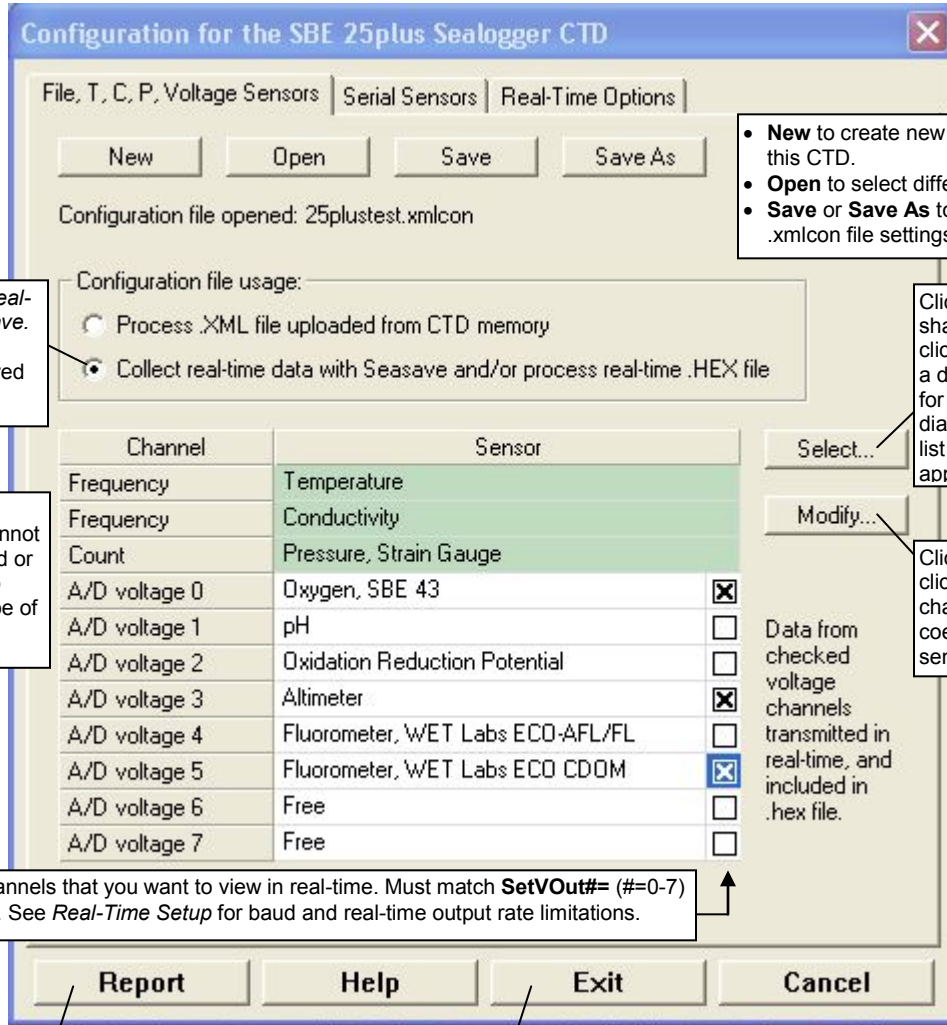 Configuration for the SBE 25plus Sealogger CTD
File, T, C, P, Voltage Sensors
Serial Sensors
Real-Time Options
New
Open
Save
Save As
• New to create new
this CTD.
• Open to select
• Save or Save As
.xmlcon file settings
Configuration file opened: 25plustest.xmlcon
Configuration file usage:
Process .XML file uploaded from CTD memory
Collect real-time data with Seasave and/or process real-time .HEX file
Channel Sensor
Frequency Temperature
Frequency Conductivity
Count Pressure, Strain Gauge
A/D voltage 0 Oxygen, SBE 43
A/D voltage 1 pH
A/D voltage 2 Oxidation Reduction Potential
A/D voltage 3 Altimeter
A/D voltage 4 Fluorometer, WET Labs ECO-AFL/FL
A/D voltage 5 Fluorometer, WET Labs ECO CDOM
A/D voltage 6 Free
A/D voltage 7 Free
Select...
a
for
list
Modify...
Data from
checked
voltage
channels
transmitted in
real-time, and
included in
.hex file.
or
of
that you want to view in real-time. Must match SetVOut#= (#=0-7)
. See Real-Time Setup for baud and real-time output rate limitations.
Report
Help
Exit
Cancel